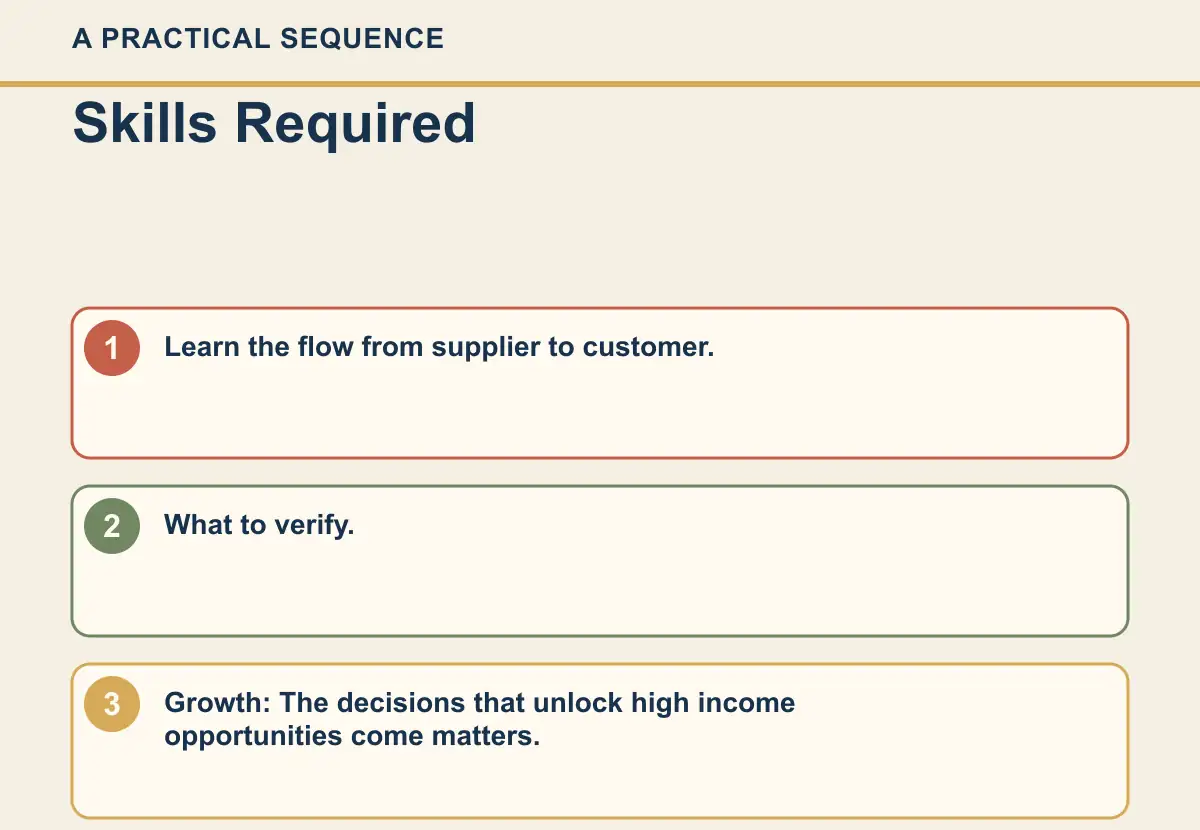 A PRACTICAL SEQUENCE
Skills Required
1
Learn the flow from supplier to customer.
2
What to verify.
3
Growth: The decisions that unlock high income
opportunities come matters.